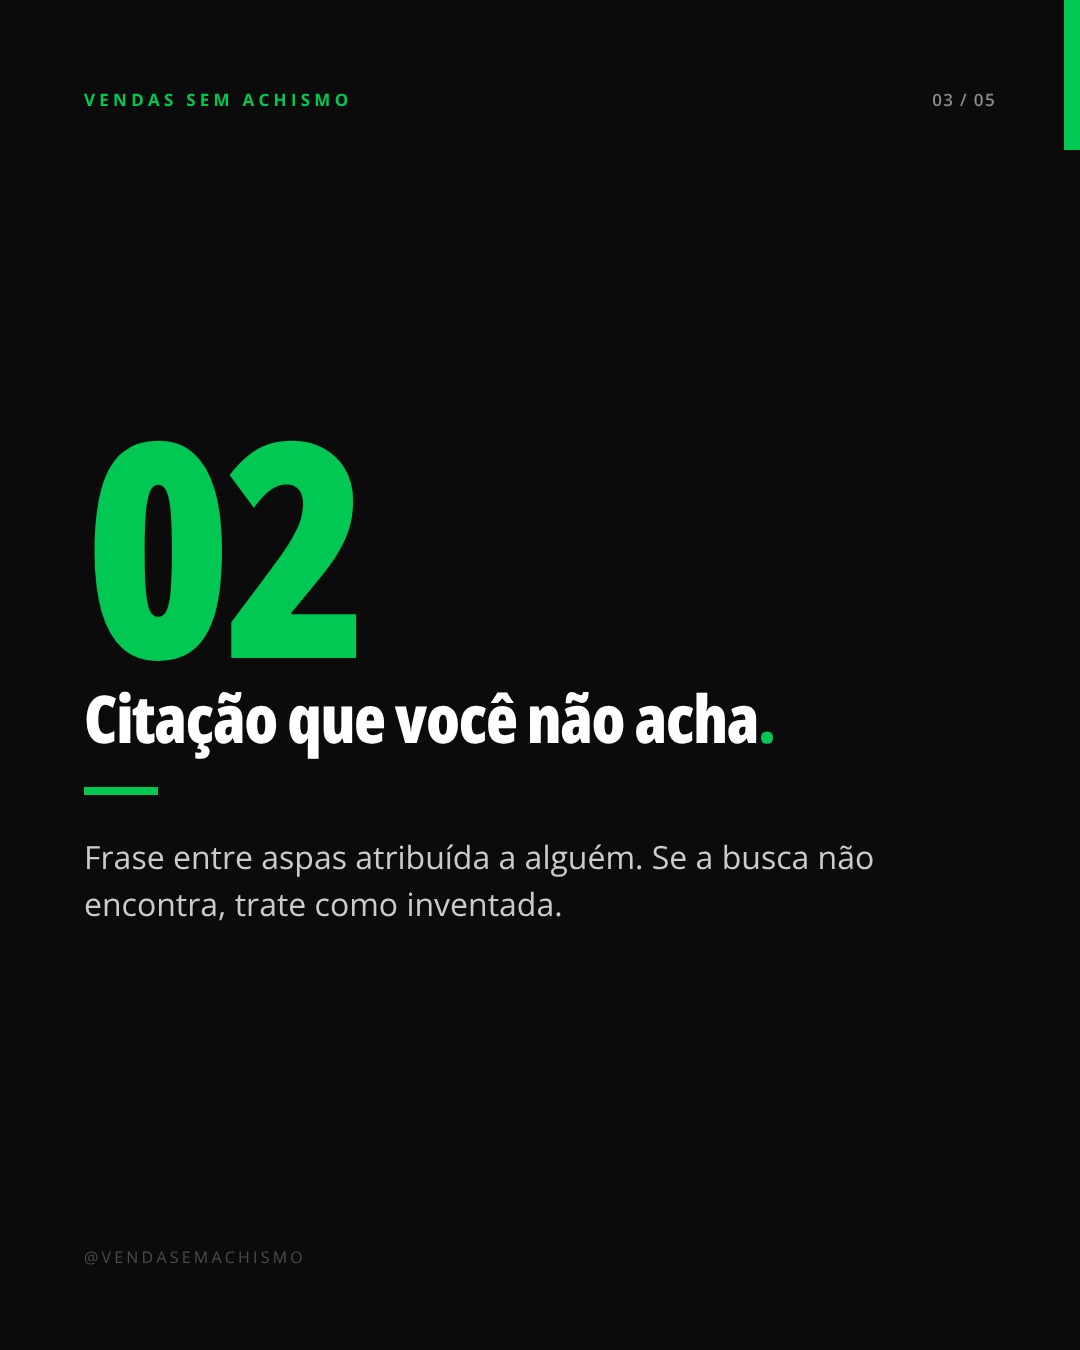 VENDAS SEM ACHISMO
03 / 05
02
Citação que você não acha.
Frase entre aspas atribuída a alguém. Se a busca não
encontra, trate como inventada.
@VENDASEMACHISMO